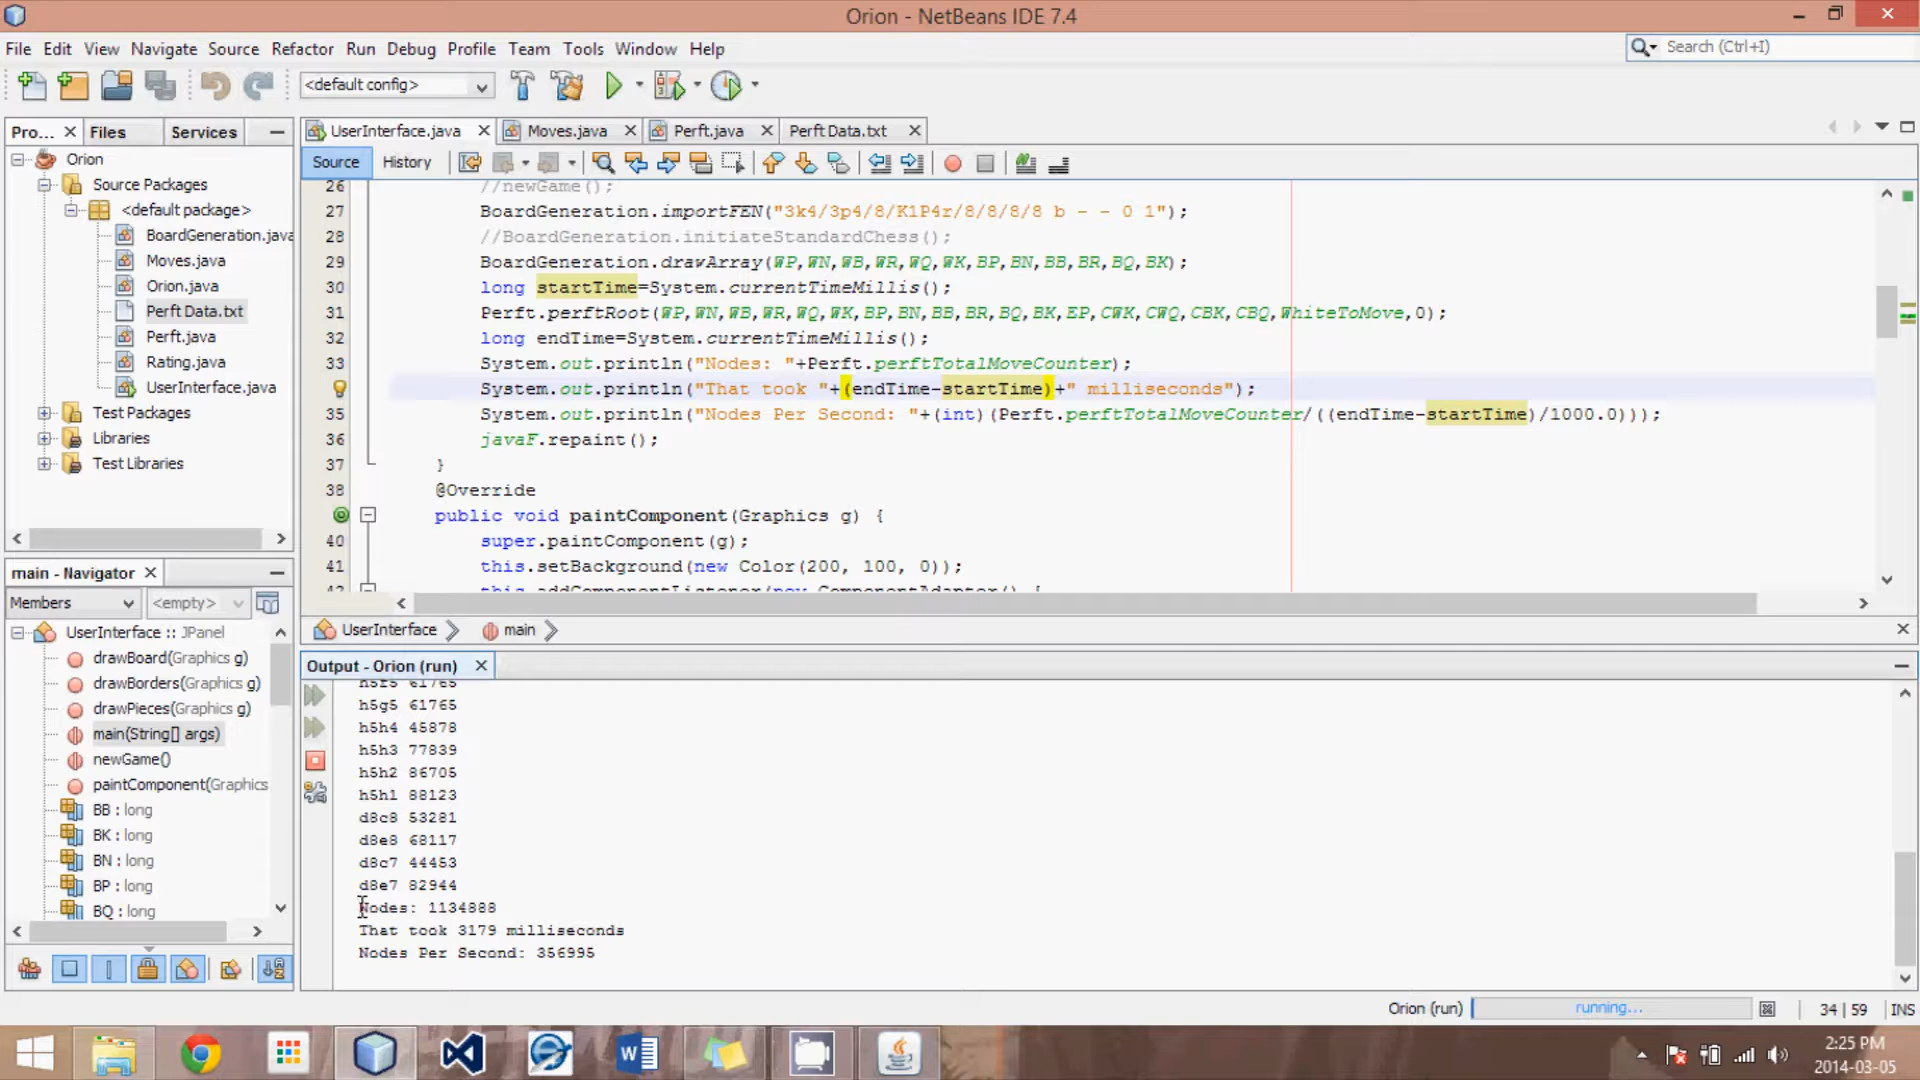 Orion - NetBeans IDE 7.4
File Edit View Navigate Source Refactor Run Debug Profile Team Tools Window Help
Search (Ctrl+I)
<default config>
Pro... Files Services
UserInterface.java Moves.java Perft.java Perft Data.txt
Source History
Orion
Source Packages
<default package>
BoardGeneration.java
Moves.java
Orion.java
Perft Data.txt
Perft.java
Rating.java
UserInterface.java
Test Packages
Libraries
Test Libraries
26 //newGame();
27 BoardGeneration.importFEN("3k4/3p4/8/K1P4r/8/8/8/8 b - - 0 1");
28 //BoardGeneration.initiateStandardChess();
29 BoardGeneration.drawArray(WP,WN,WB,WR,WQ,WK,BP,BN,BB,BR,BQ,BK);
30 long startTime=System.currentTimeMillis();
31 Perft.perftRoot(WP,WN,WB,WR,WQ,WK,BP,BN,BB,BR,BQ,BK,EP,CWK,CWQ,CBK,CBQ,WhiteToMove,0);
32 long endTime=System.currentTimeMillis();
33 System.out.println("Nodes: "+Perft.perftTotalMoveCounter);
System.out.println("That took "+(endTime-startTime)+" milliseconds");
35 System.out.println("Nodes Per Second: "+(int)(Perft.perftTotalMoveCounter/((endTime-startTime)/1000.0)));
36 javaF.repaint();
37 }
38 @Override
public void paintComponent(Graphics g) {
40 super.paintComponent(g);
41 this.setBackground(new Color(200, 100, 0));
42 this.addComponentListener(new ComponentAdapter() {
UserInterface main
main - Navigator
Members <empty>
UserInterface :: JPanel
drawBoard(Graphics g)
drawBorders(Graphics g)
drawPieces(Graphics g)
main(String[] args)
newGame()
paintComponent(Graphics
BB : long
BK : long
BN : long
BP : long
BQ : long
Output - Orion (run)
h5f5 61765
h5g5 61765
h5h4 45878
h5h3 77839
h5h2 86705
h5h1 88123
d8c8 53281
d8e8 68117
d8c7 44453
d8e7 82944
Nodes: 1134888
That took 3179 milliseconds
Nodes Per Second: 356995
Orion (run) running... 34 | 59 INS
2:25 PM
2014-03-05